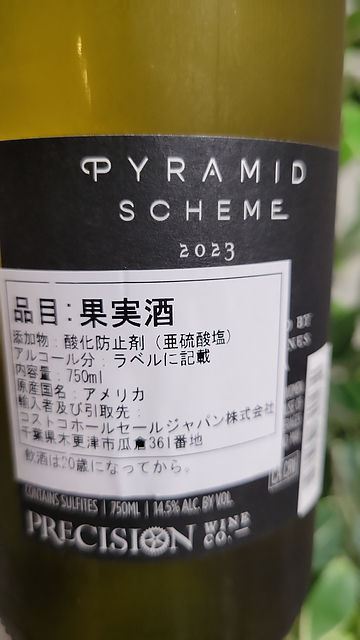 PYRAMID
SCHEME
2023
品目:果実酒
添加物:酸化防止剤(亜硫酸塩)
アルコール分:ラベルに記載
内容量:750ml
原産国名:アメリカ
輸入者及び引取先:
コストコホールセールジャパン株式会社
千葉県木更津市瓜倉361番地
飲酒は20歳になってから。
CONTAINS SULFITES | 750ML | 14.5% ALC. BY VOL.
PRECISION WINE CO.
BY